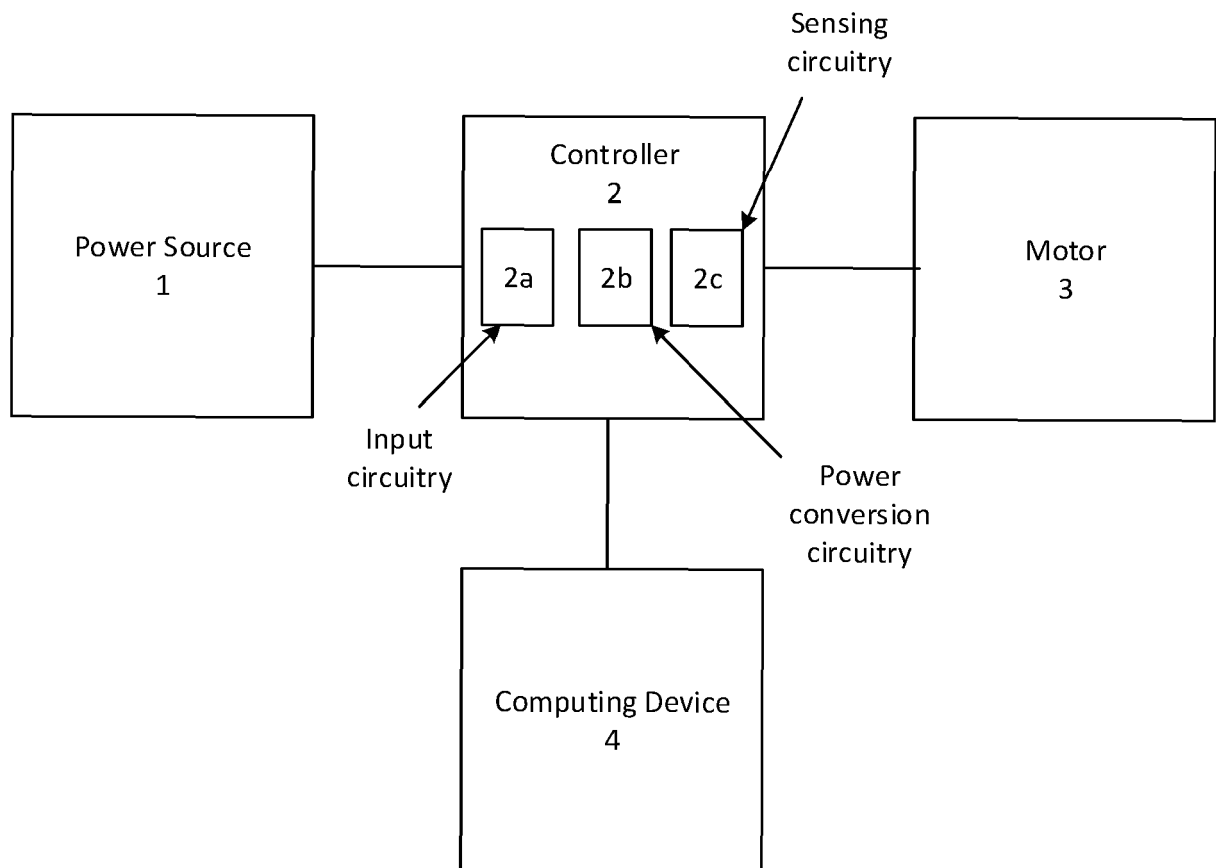 Sensing
circuitry
Controller
2
Power Source
1
2a
2b
2c
Motor
3
Input
circuitry
Power
conversion
circuitry
Computing Device
4